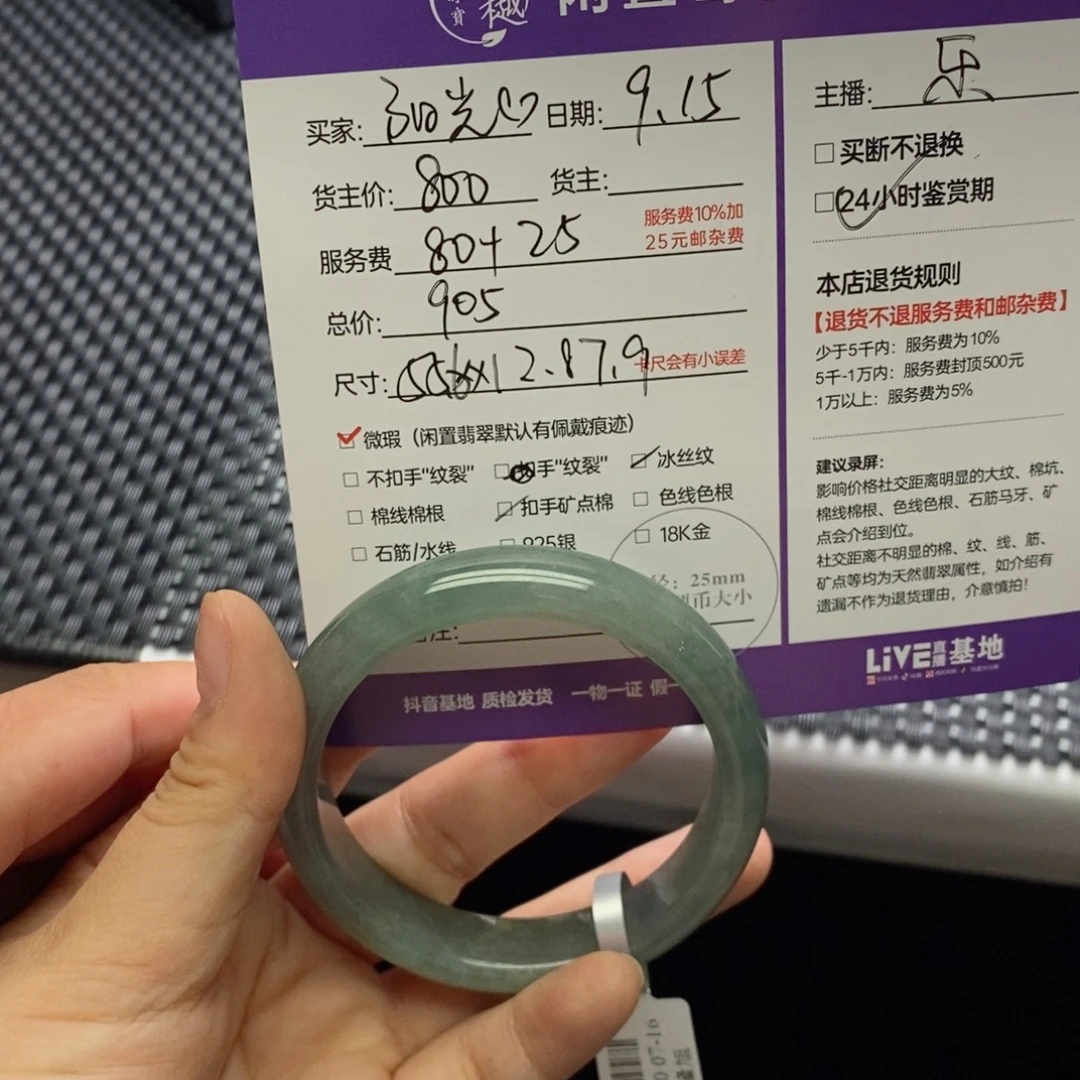 买家: 阳光心 日期: 9.15
货主价: 800 货主:
服务费 80+25 服务费10%加
25元邮杂费
总价: 905
尺寸: 12.8 7.9 卡尺会有小误差
微瑕（闲置翡翠默认有佩戴痕迹）
不扣手"纹裂" 扣手"纹裂" 冰丝纹
棉线棉根 扣手矿点棉 色线色根
石筋/水线 925银 18K金
25mm
币大小
抖音基地 质检发货 一物一证 假一
主播: 乐
买断不退换
24小时鉴赏期
本店退货规则
【退货不退服务费和邮杂费】
少于5千内：服务费为10%
5千-1万内：服务费封顶500元
1万以上：服务费为5%
建议录屏：
影响价格社交距离明显的大纹、棉坑、
棉线棉根、色线色根、石筋马牙、矿
点会介绍到位。
社交距离不明显的棉、纹、线、筋、
矿点等均为天然翡翠属性，如介绍有
遗漏不作为退货理由，介意慎拍！
LIVE直播基地
07-16